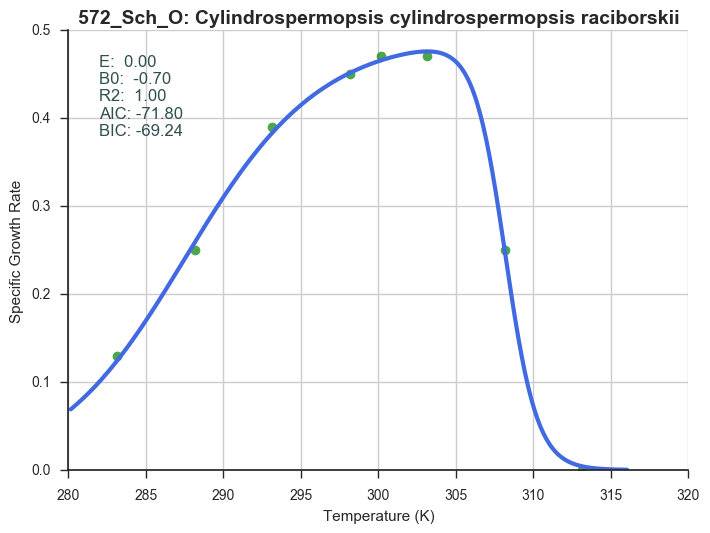 572_Sch_O: Cylindrospermopsis cylindrospermopsis raciborskii
E:  0.00
B0:  -0.70
R2:  1.00
AIC: -71.80
BIC: -69.24
0.5
0.4
0.3
0.2
0.1
0.0
Specific Growth Rate
280 285 290 295 300 305 310 315 320
Temperature (K)